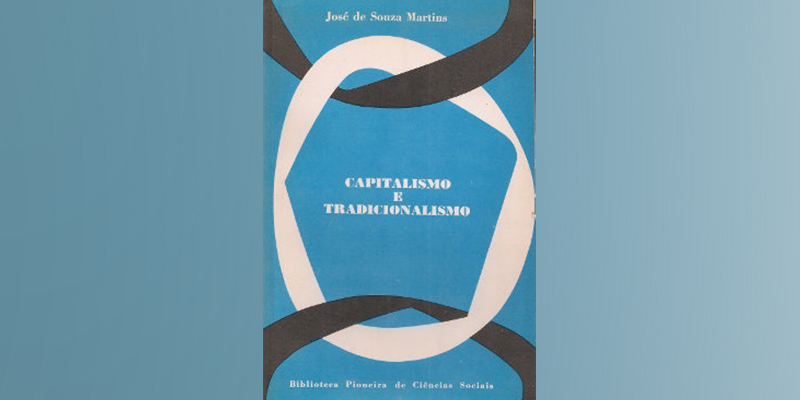 José de Souza Martins
CAPITALISMO
E
TRADICIONALISMO
Biblioteca Pioneira de Ciências Sociais